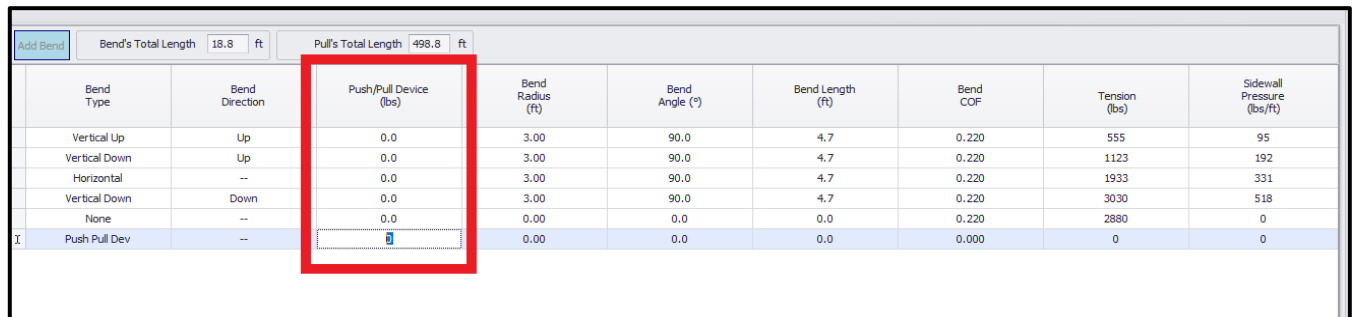 Add Bend Bend's Total Length 18.8 ft Pull's Total Length 498.8 ft
Bend Type Bend Direction Push/Pull Device (lbs) Bend Radius (ft) Bend Angle (°) Bend Length (ft) Bend COF Tension (lbs) Sidewall Pressure (lbs/ft)
Vertical Up Up 0.0 3.00 90.0 4.7 0.220 555 95
Vertical Down Up 0.0 3.00 90.0 4.7 0.220 1123 192
Horizontal -- 0.0 3.00 90.0 4.7 0.220 1933 331
Vertical Down Down 0.0 3.00 90.0 4.7 0.220 3030 518
None -- 0.0 0.00 0.0 0.0 0.220 2880 0
Push Pull Dev -- 0 0.00 0.0 0.0 0.000 0 0